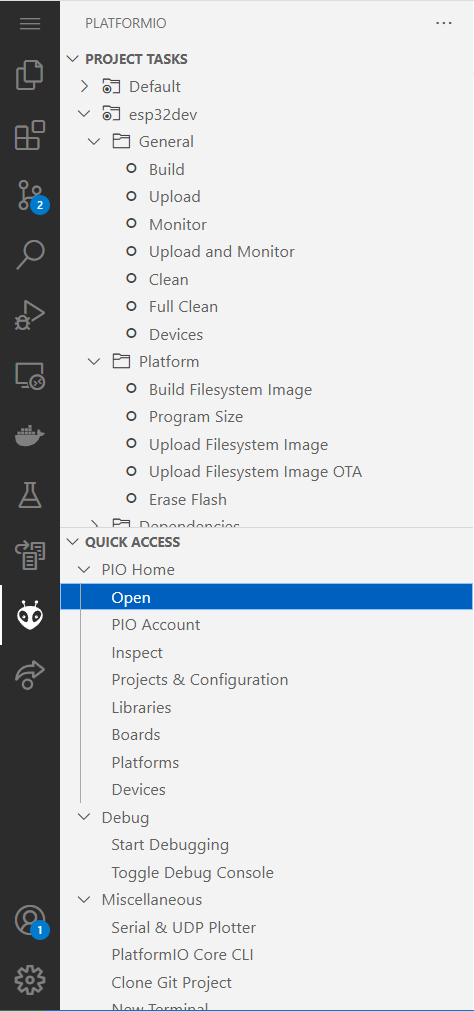 PLATFORMIO
PROJECT TASKS
Default
esp32dev
General
Build
Upload
Monitor
Upload and Monitor
Clean
Full Clean
Devices
Platform
Build Filesystem Image
Program Size
Upload Filesystem Image
Upload Filesystem Image OTA
Erase Flash
Dependencies
QUICK ACCESS
PIO Home
Open
PIO Account
Inspect
Projects & Configuration
Libraries
Boards
Platforms
Devices
Debug
Start Debugging
Toggle Debug Console
Miscellaneous
Serial & UDP Plotter
PlatformIO Core CLI
Clone Git Project
New Terminal
2
1